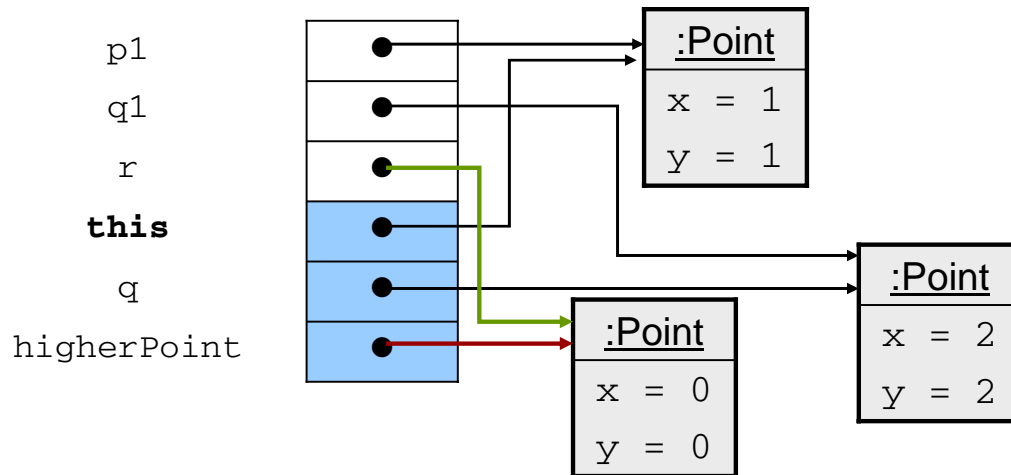 p1
q1
r
this
q
higherPoint
:Point
x = 1
y = 1
:Point
x = 2
y = 2
:Point
x = 0
y = 0